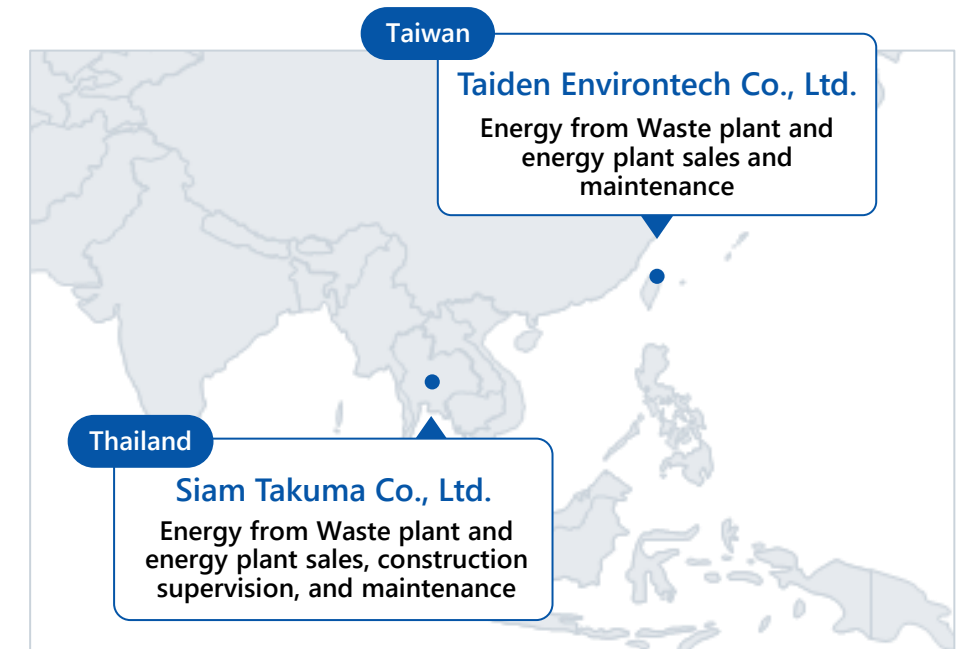 Taiwan
Taiden Environtech Co., Ltd.
Energy from Waste plant and
energy plant sales and
maintenance
Thailand
Siam Takuma Co., Ltd.
Energy from Waste plant and
energy plant sales, construction
supervision, and maintenance